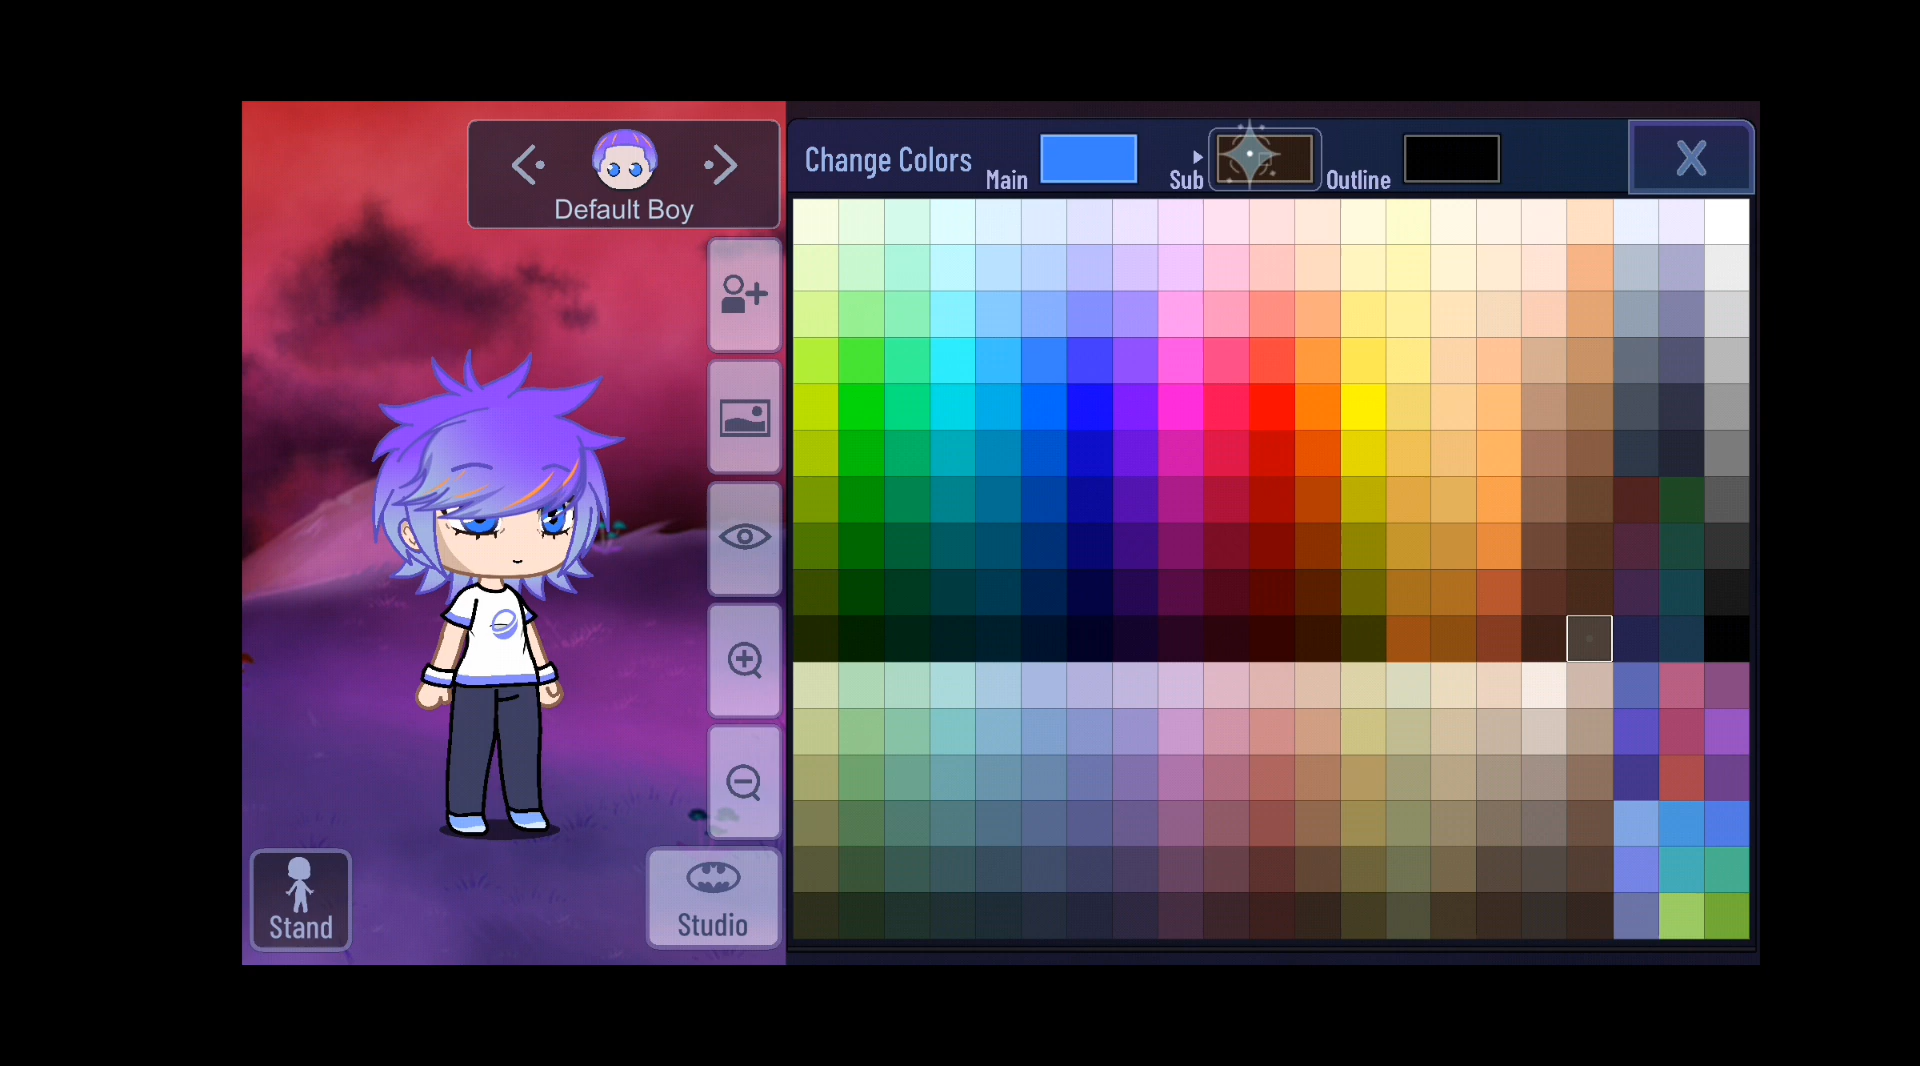 Default Boy
Change Colors
Main
Sub
Outline
X
Stand
Studio